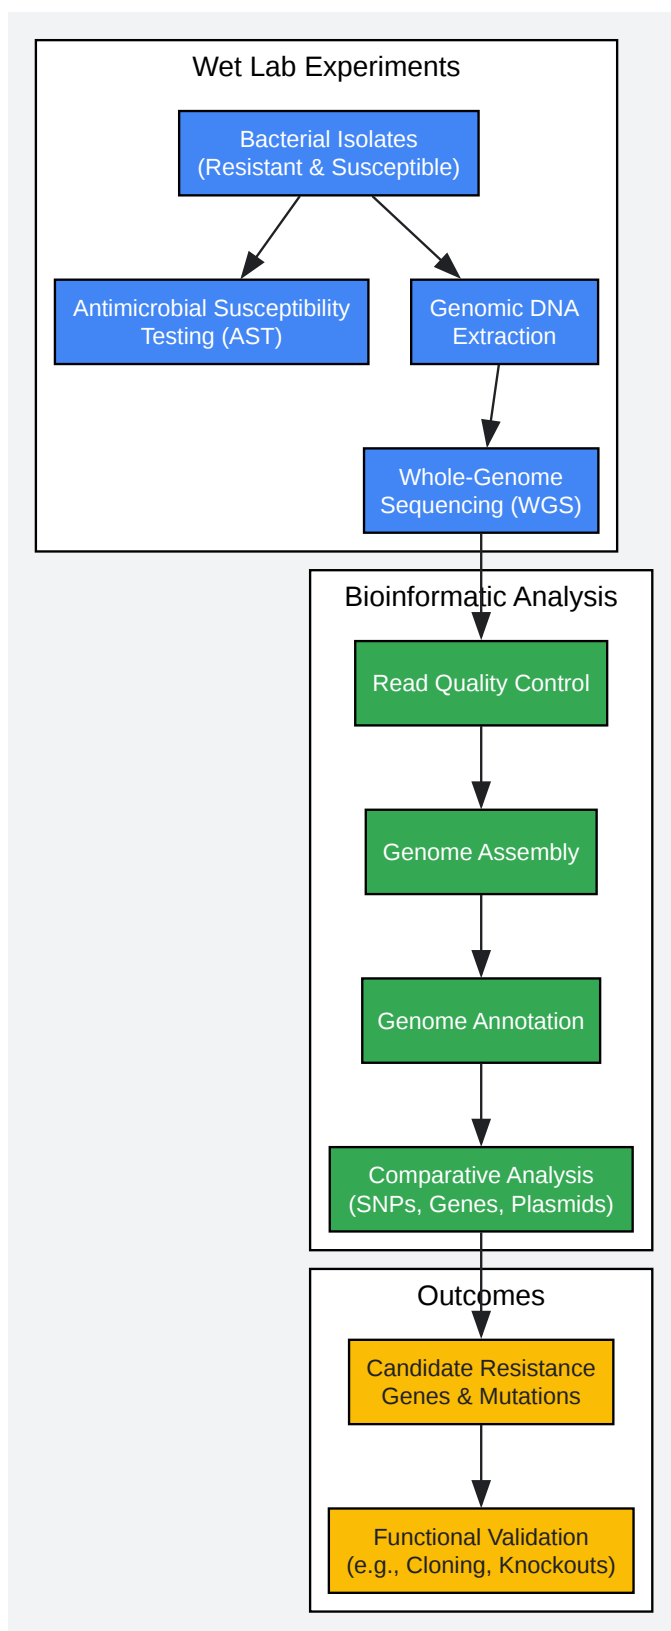 Wet Lab Experiments
Bacterial Isolates
(Resistant & Susceptible)
Antimicrobial Susceptibility
Testing (AST)
Genomic DNA
Extraction
Whole-Genome
Sequencing (WGS)
Bioinformatic Analysis
Read Quality Control
Genome Assembly
Genome Annotation
Comparative Analysis
(SNPs, Genes, Plasmids)
Outcomes
Candidate Resistance
Genes & Mutations
Functional Validation
(e.g., Cloning, Knockouts)